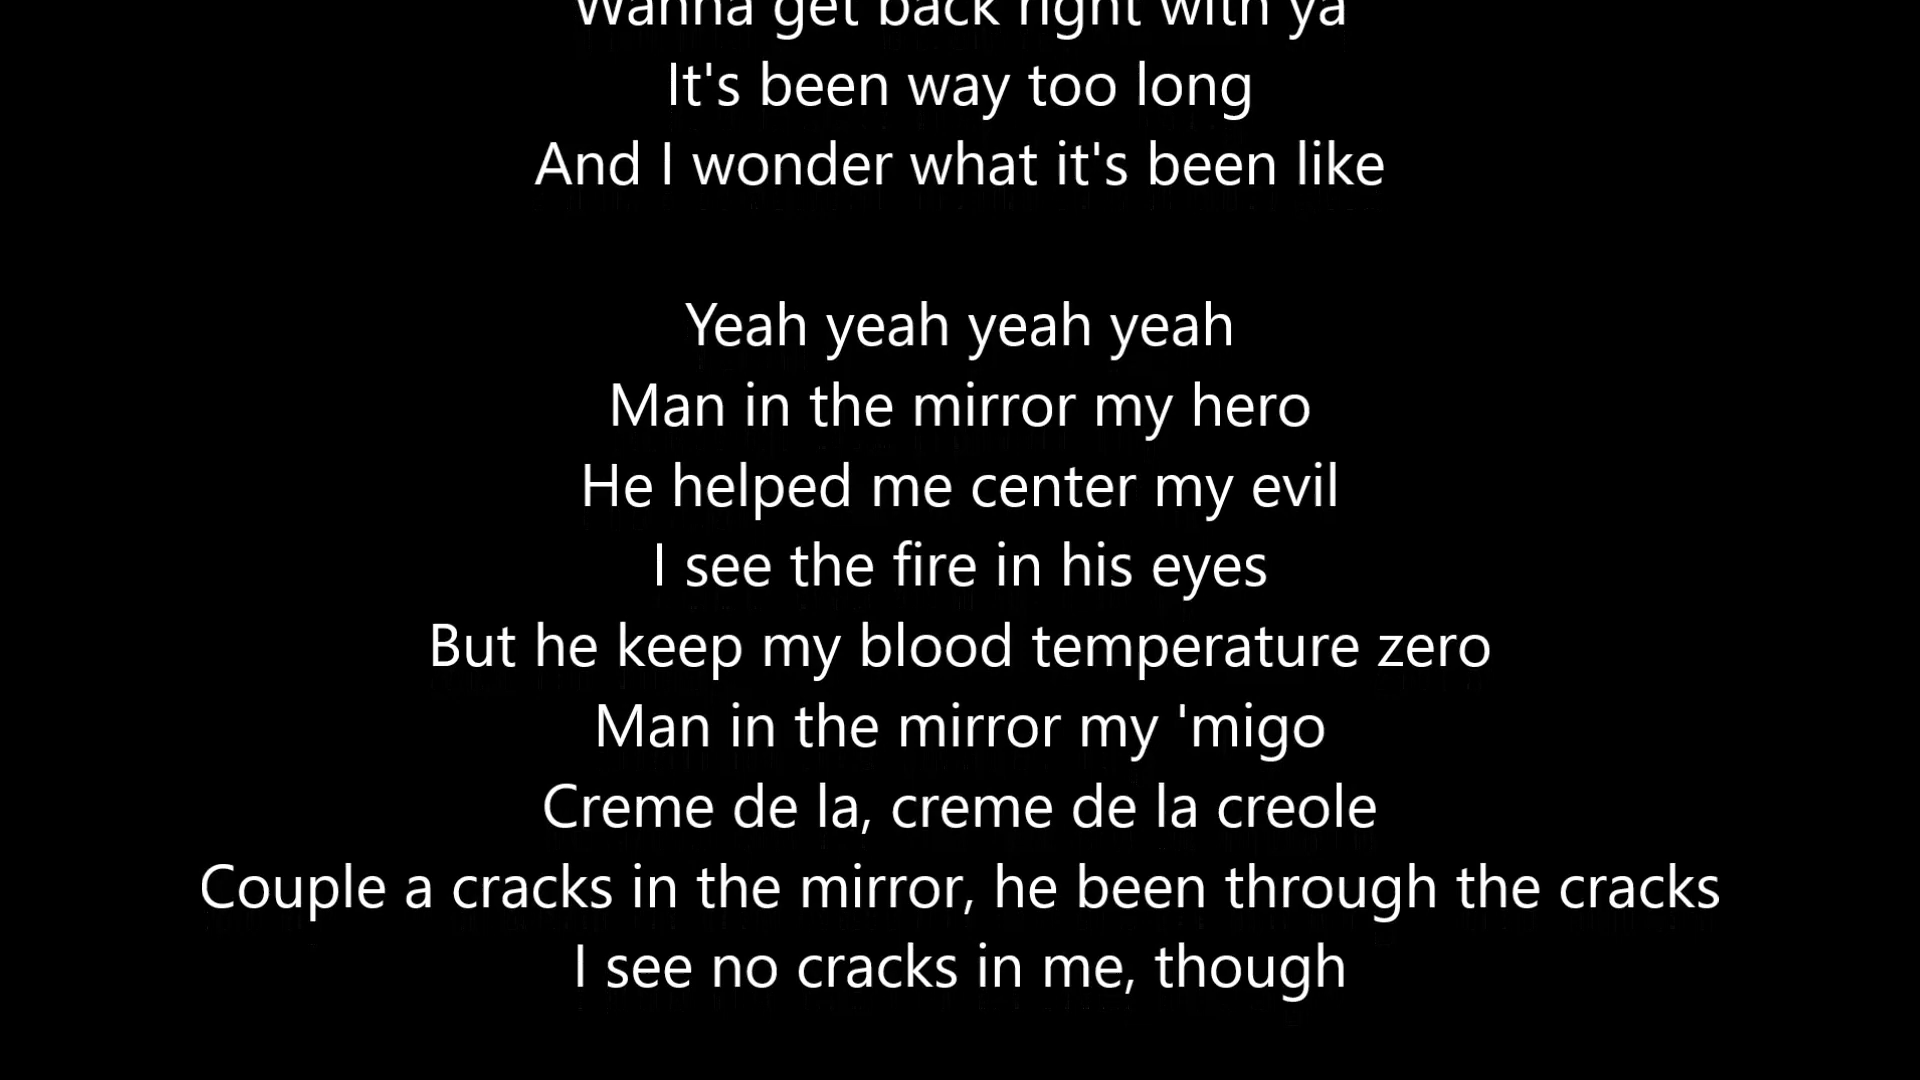 Wanna get back right with ya
It's been way too long
And I wonder what it's been like
Yeah yeah yeah yeah
Man in the mirror my hero
He helped me center my evil
I see the fire in his eyes
But he keep my blood temperature zero
Man in the mirror my 'migo
Creme de la, creme de la creole
Couple a cracks in the mirror, he been through the cracks
I see no cracks in me, though